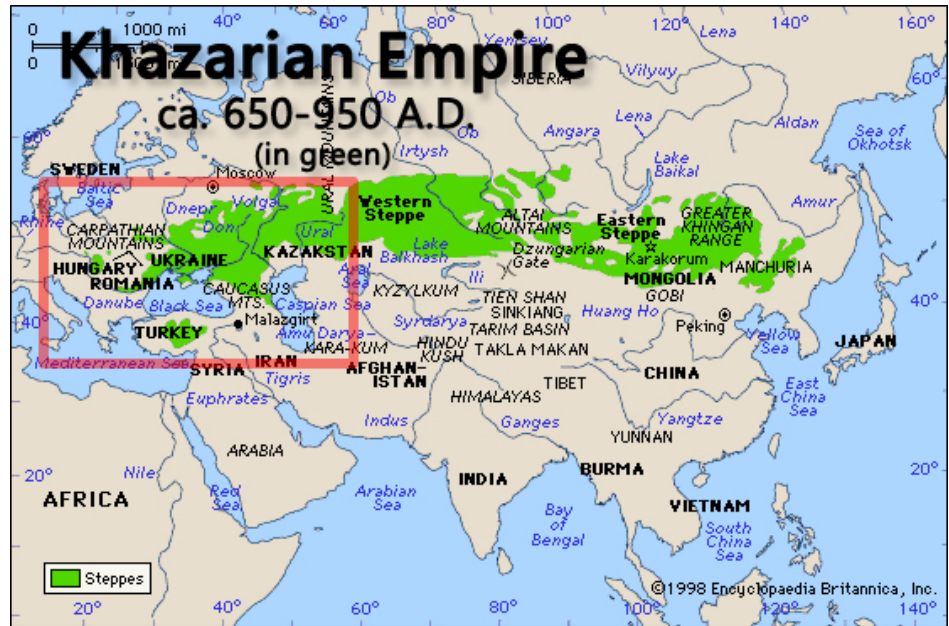 40° 60° 80° 100° 120° 140° 160°
0 1000 mi
0
Khazarian Empire
ca. 650-950 A.D.
(in green)
Yenisey
Lena
SIBERIA
Vilyuy
60°
Ob
Ob
Irtysh
Angara
Lena
Aldan
Sea of
Okhotsk
60°
URAL MOUNTAINS
SWEDEN
Moscow
Baltic
Sea
Lake
Baikal
Rhine
Dnepr
Volga
Don
Ural
Western
Steppe
ALTAI
MOUNTAINS
Eastern
Steppe
GREATER
KHINGAN
RANGE
Amur
CARPATHIAN
MOUNTAINS
UKRAINE
KAZAKSTAN
Lake
Balkhash
Dzungarian
Gate
Karakorum
HUNGARY
ROMANIA
Aral
Sea
Ili
MONGOLIA
MANCHURIA
CAUCASUS
MTS.
KYZYLKUM
GOBI
Danube
Black Sea
Caspian Sea
TIEN SHAN
SINKIANG
Huang Ho
40°
40°
Malazgirt
Syrdarya
TARIM BASIN
Peking
TURKEY
Amu Darya
KARA-KUM
HINDU
KUSH
TAKLA MAKAN
Yellow
Sea
JAPAN
Mediterranean Sea
SYRIA
IRAN
AFGHAN-
ISTAN
CHINA
Tigris
TIBET
East
China
Sea
Euphrates
HIMALAYAS
Indus
Ganges
Yangtze
YUNNAN
ARABIA
20°
Nile
INDIA
BURMA
20°
AFRICA
Red
Sea
Arabian
Sea
VIETNAM
Bay
of
Bengal
South
China
Sea
Steppes
©1998 Encyclopaedia Britannica, Inc.
20° 40° 60° 80° 100° 120° 140°